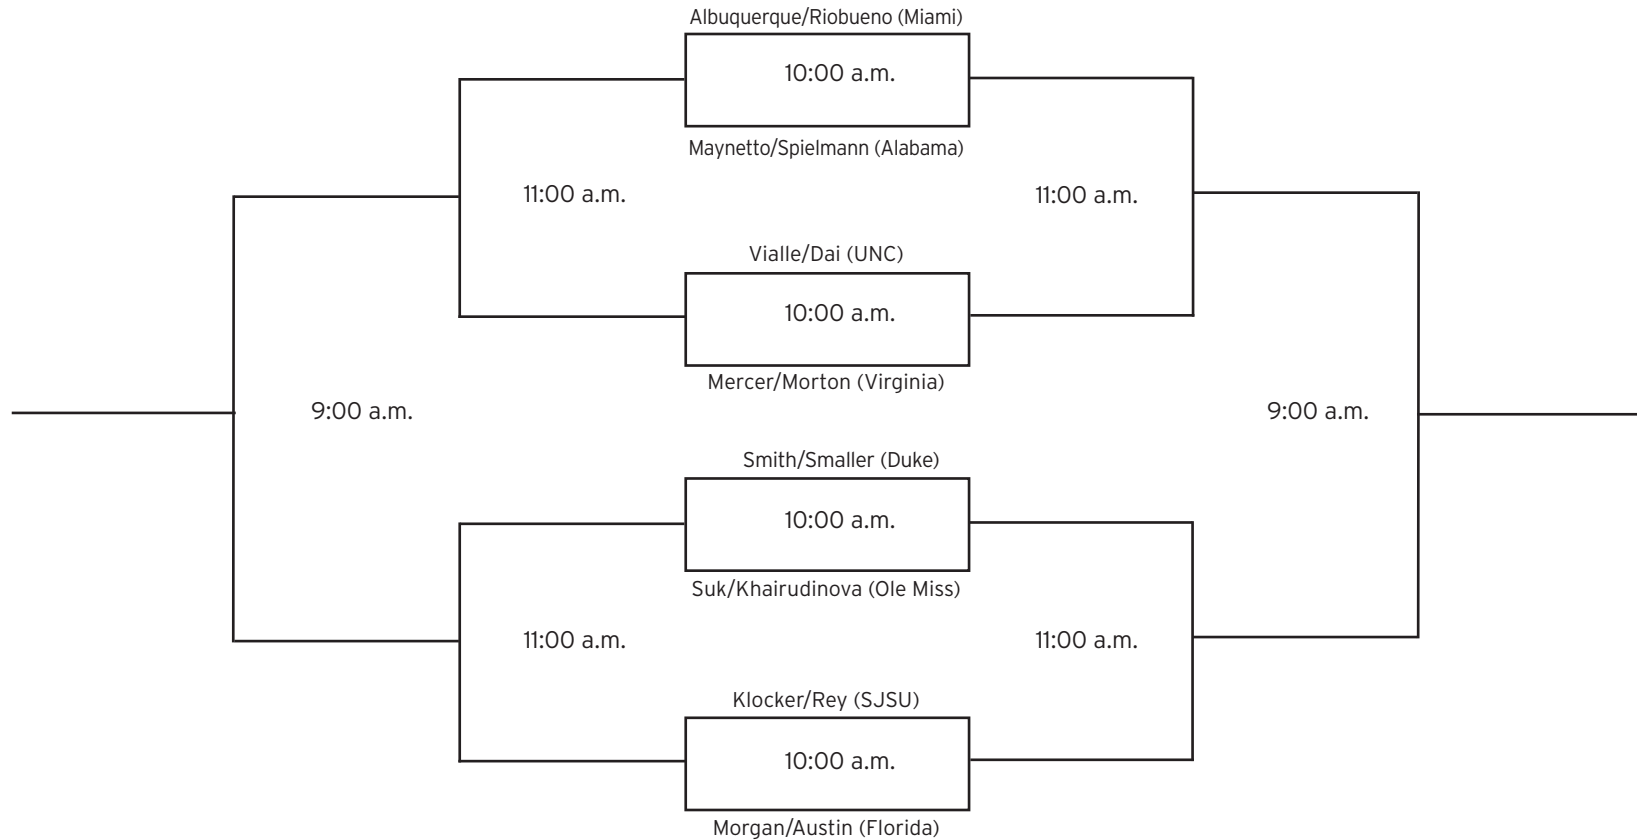 Albuquerque/Riobueno (Miami)
10:00 a.m.
Maynetto/Spielmann (Alabama)
11:00 a.m.
11:00 a.m.
Vialle/Dai (UNC)
10:00 a.m.
Mercer/Morton (Virginia)
9:00 a.m.
9:00 a.m.
Smith/Smaller (Duke)
10:00 a.m.
Suk/Khairudinova (Ole Miss)
11:00 a.m.
11:00 a.m.
Klocker/Rey (SJSU)
10:00 a.m.
Morgan/Austin (Florida)